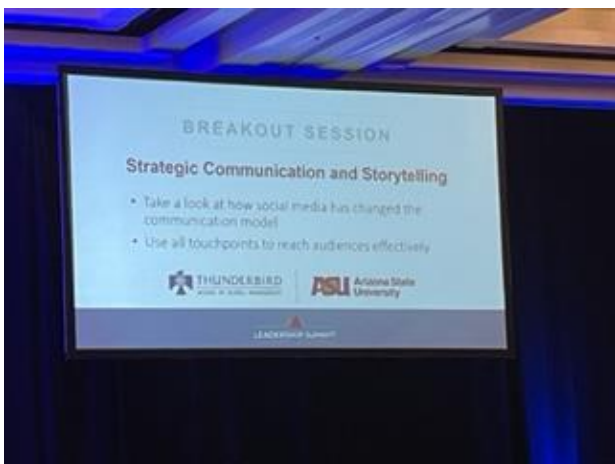 BREAKOUT SESSION
Strategic Communication and Storytelling
• Take a look at how social media has changed the
communication model
• Use all touchpoints to reach audiences effectively
THUNDERBIRD
SCHOOL OF GLOBAL MANAGEMENT
ASU Arizona State
University
LEADERSHIP SUMMIT